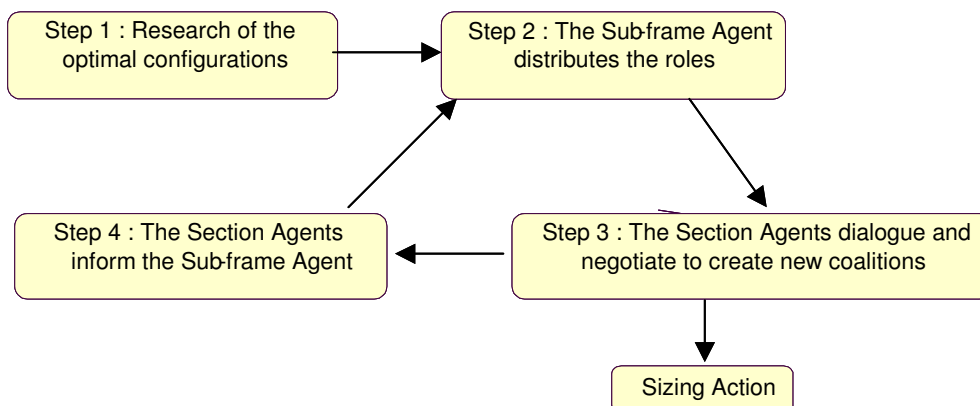 Step 1 : Research of the
optimal configurations
Step 2 : The Sub-frame Agent
distributes the roles
Step 4 : The Section Agents
inform the Sub-frame Agent
Step 3 : The Section Agents dialogue and
negotiate to create new coalitions
Sizing Action